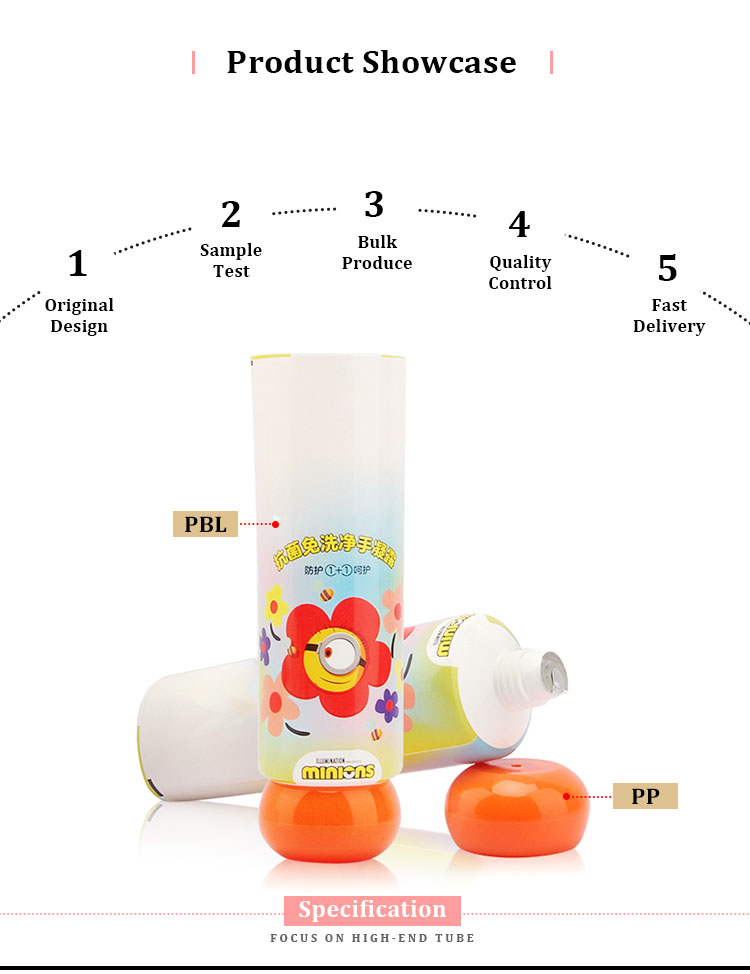 Product Showcase
1
Original
Design
2
Sample
Test
3
Bulk
Produce
4
Quality
Control
5
Fast
Delivery
PBL
抗菌免洗净手凝露
防护①+①呵护
ILLUMINATION
MINIONS
PP
Specification
FOCUS ON HIGH-END TUBE